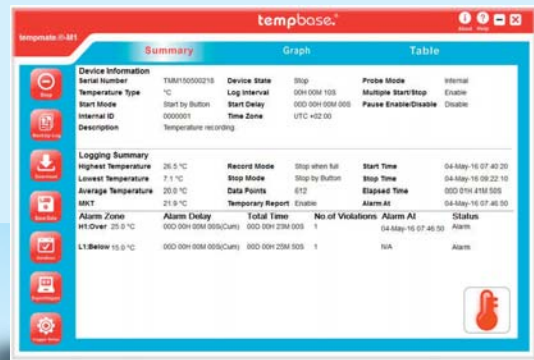 tempbase.
About Help
tempmate.®-M1
Summary Graph Table
Device Information
Serial Number TMM150500218 Device State Stop Probe Mode Internal
Temperature Type °C Log Interval 00H 00M 10S Multiple Start/Stop Enable
Start Mode Start by Button Start Delay 00D 00H 00M 00S Pause Enable/Disable Disable
Internal ID 0000001 Time Zone UTC +02:00
Description Temperature recording
Logging Summary
Highest Temperature 26.5 °C Record Mode Stop when full Start Time 04-May-16 07:40:20
Lowest Temperature 7.1 °C Stop Mode Stop by Button Stop Time 04-May-16 09:22:10
Average Temperature 20.0 °C Data Points 612 Elapsed Time 00D 01H 41M 50S
MKT 21.9 °C Temporary Report Enable Alarm At 04-May-16 07:46:50
Alarm Zone Alarm Delay Total Time No of Violations Alarm At Status
H1:Over 25.0 °C 00D 00H 00M 00S(Cum) 00D 00H 23M 00S 1 04-May-16 07:46:50 Alarm
L1:Below 15.0 °C 00D 00H 00M 00S(Cum) 00D 00H 25M 50S 1 N/A Alarm
Stop
Download
Save Data